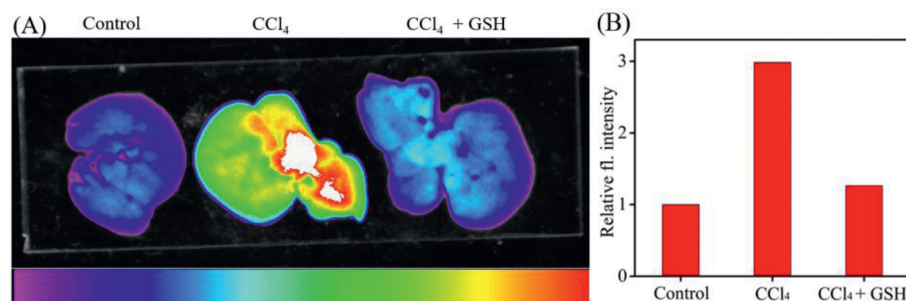 (A) Control CCl₄ CCl₄ + GSH
(B)
Relative fl. intensity
3
2
1
0
Control CCl₄ CCl₄ + GSH